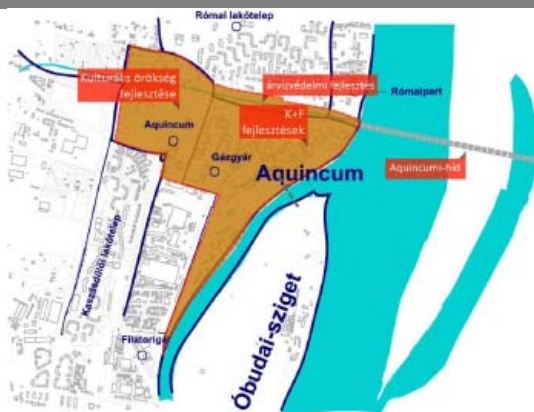 Római lakótelep
Kulturális örökség
fejlesztése
árvízvédelmi fejlesztés
Rómaipart
K+F
fejlesztések
Aquincum
Gázgyár
Aquincum
Aquincumi-híd
Kaszásdűlői lakótelep
Filatorigát
Óbudai-sziget